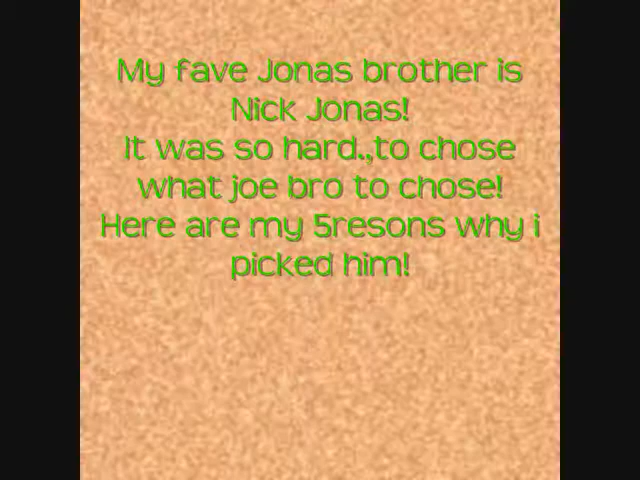 My fave Jonas brother is
Nick Jonas!
It was so hard.,to chose
what joe bro to chose!
Here are my 5resons why i
picked him!